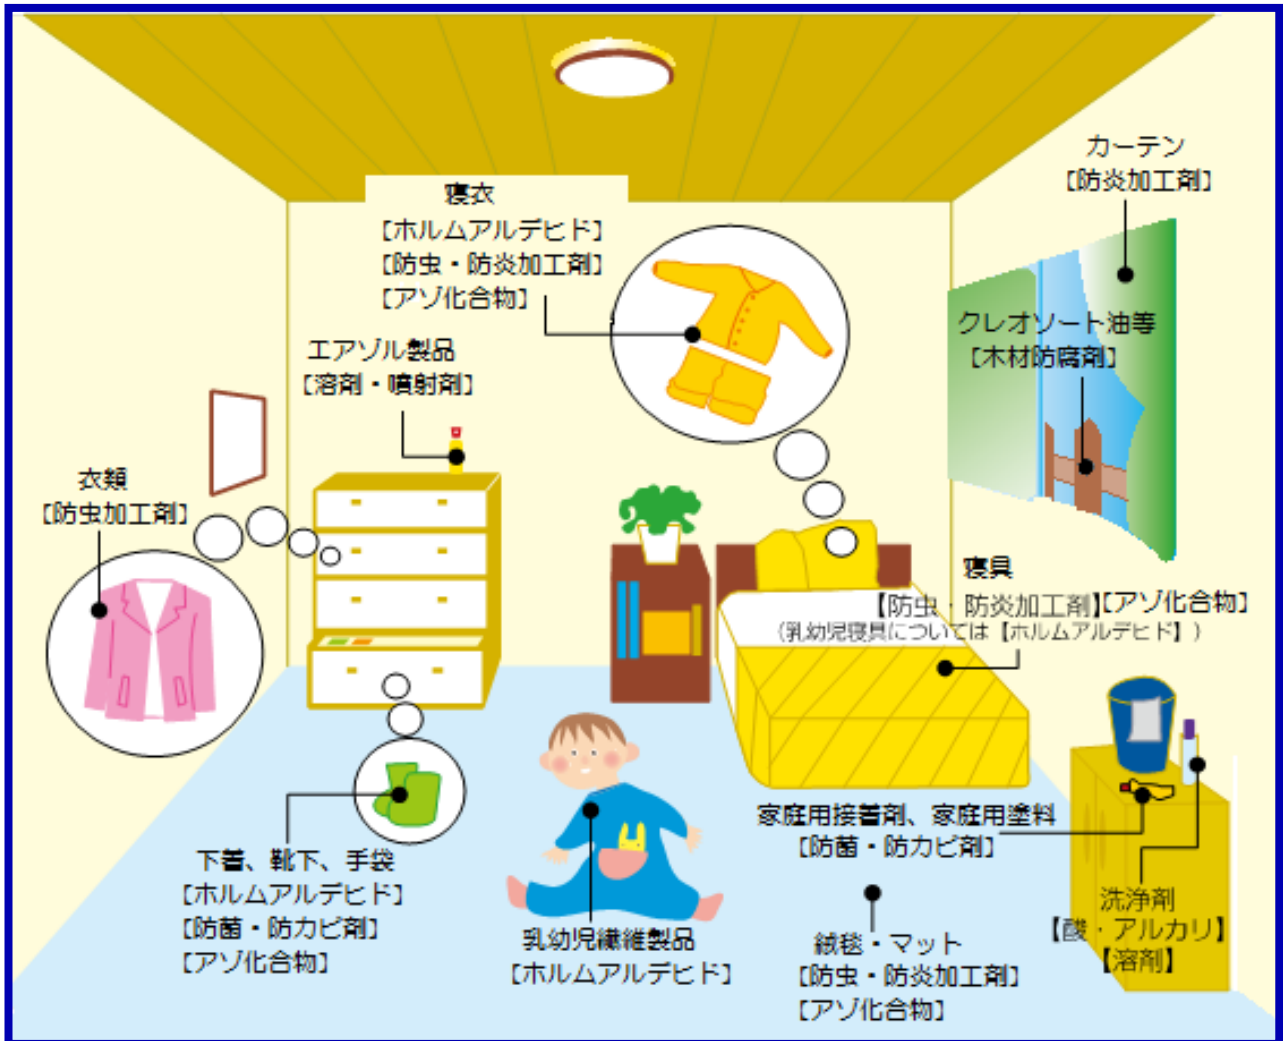 カーテン
【防炎加工剤】
寝衣
【ホルムアルデヒド】
【防虫・防炎加工剤】
【アゾ化合物】
クレオソート油等
【木材防腐剤】
エアゾル製品
【溶剤・噴射剤】
衣類
【防虫加工剤】
寝具
【防虫・防炎加工剤】【アゾ化合物】
(乳幼児寝具については【ホルムアルデヒド】)
家庭用接着剤、家庭用塗料
【防菌・防カビ剤】
下着、靴下、手袋
【ホルムアルデヒド】
【防菌・防カビ剤】
【アゾ化合物】
乳幼児繊維製品
【ホルムアルデヒド】
絨毯・マット
【防虫・防炎加工剤】
【アゾ化合物】
洗浄剤
【酸・アルカリ】
【溶剤】